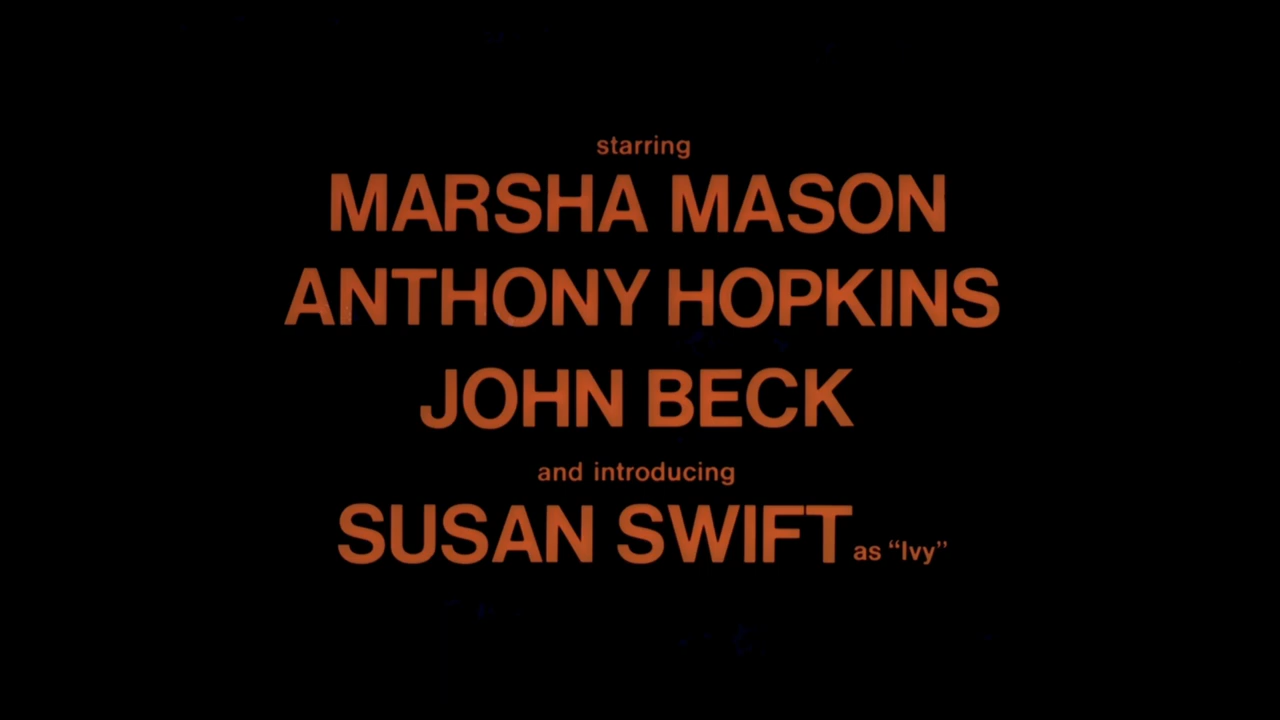 starring
MARSHA MASON
ANTHONY HOPKINS
JOHN BECK
and introducing
SUSAN SWIFT as “Ivy”